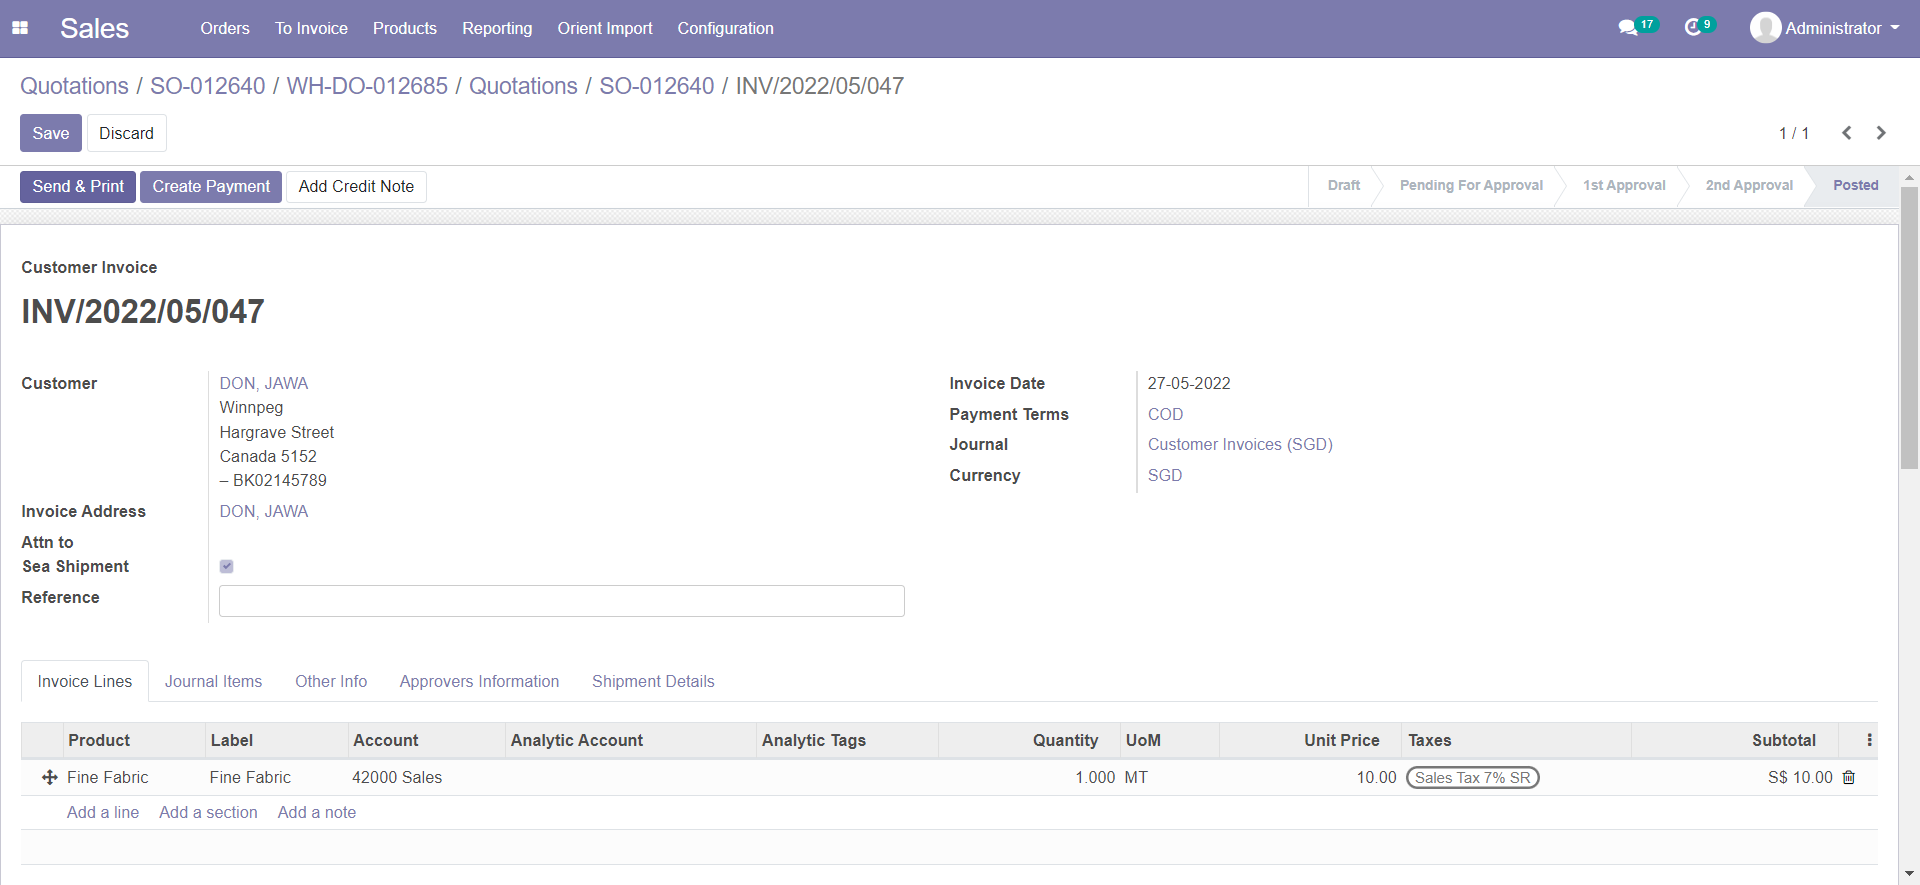 Sales Orders To Invoice Products Reporting Orient Import Configuration 17 9 Administrator
Quotations / SO-012640 / WH-DO-012685 / Quotations / SO-012640 / INV/2022/05/047
Save Discard 1 / 1
Send & Print Create Payment Add Credit Note Draft Pending For Approval 1st Approval 2nd Approval Posted
Customer Invoice
INV/2022/05/047
Customer DON, JAWA
Winnpeg
Hargrave Street
Canada 5152
– BK02145789
Invoice Address DON, JAWA
Attn to
Sea Shipment
Reference
Invoice Date 27-05-2022
Payment Terms COD
Journal Customer Invoices (SGD)
Currency SGD
Invoice Lines Journal Items Other Info Approvers Information Shipment Details
Product Label Account Analytic Account Analytic Tags Quantity UoM Unit Price Taxes Subtotal
Fine Fabric Fine Fabric 42000 Sales 1.000 MT 10.00 Sales Tax 7% SR S$ 10.00
Add a line Add a section Add a note